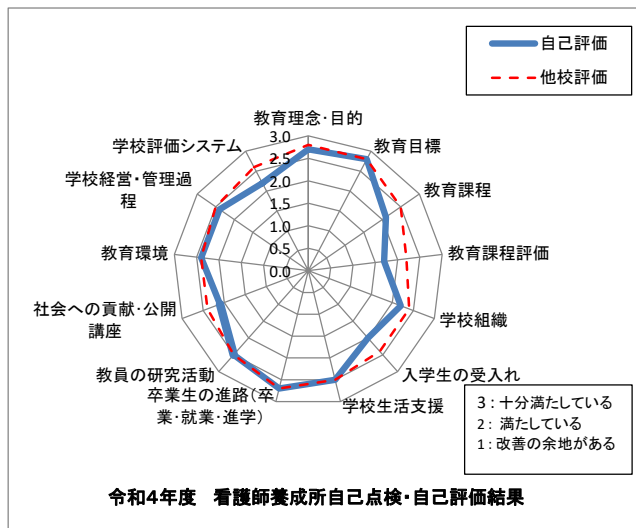 自己評価
他校評価
教育理念･目的
教育目標
教育課程
教育課程評価
学校組織
入学生の受入れ
学校生活支援
卒業生の進路(卒
業･就業･進学)
教員の研究活動
社会への貢献･公開
講座
教育環境
学校経営･管理過
程
学校評価システム
3.0
2.5
2.0
1.5
1.0
0.5
0.0
3：十分満たしている
2：満たしている
1：改善の余地がある
令和4年度　看護師養成所自己点検･自己評価結果